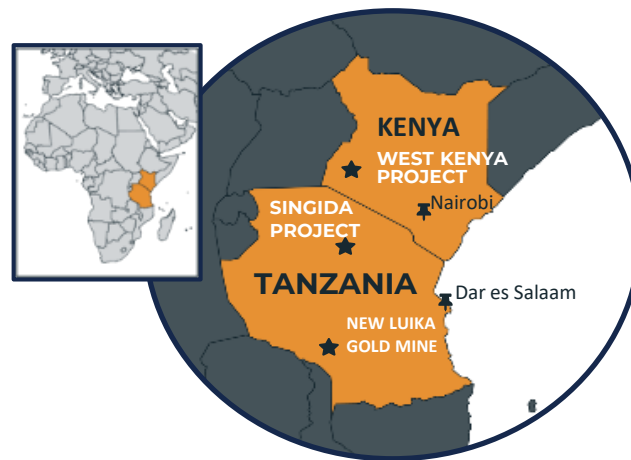 KENYA
WEST KENYA
PROJECT
Nairobi
SINGIDA
PROJECT
TANZANIA
Dar es Salaam
NEW LUIKA
GOLD MINE